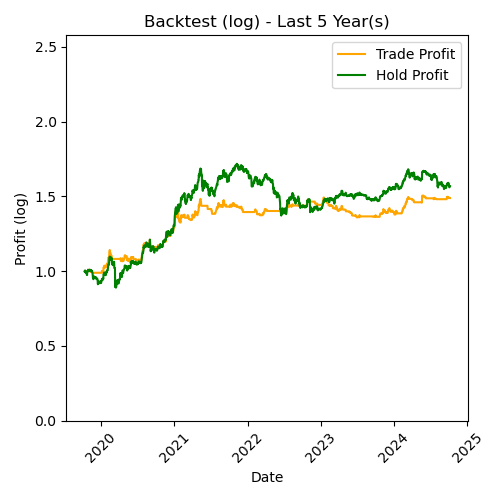 Backtest (log) - Last 5 Year(s)
Trade Profit
Hold Profit
Profit (log)
2.5
2.0
1.5
1.0
0.5
0.0
2020
2021
2022
2023
2024
2025
Date